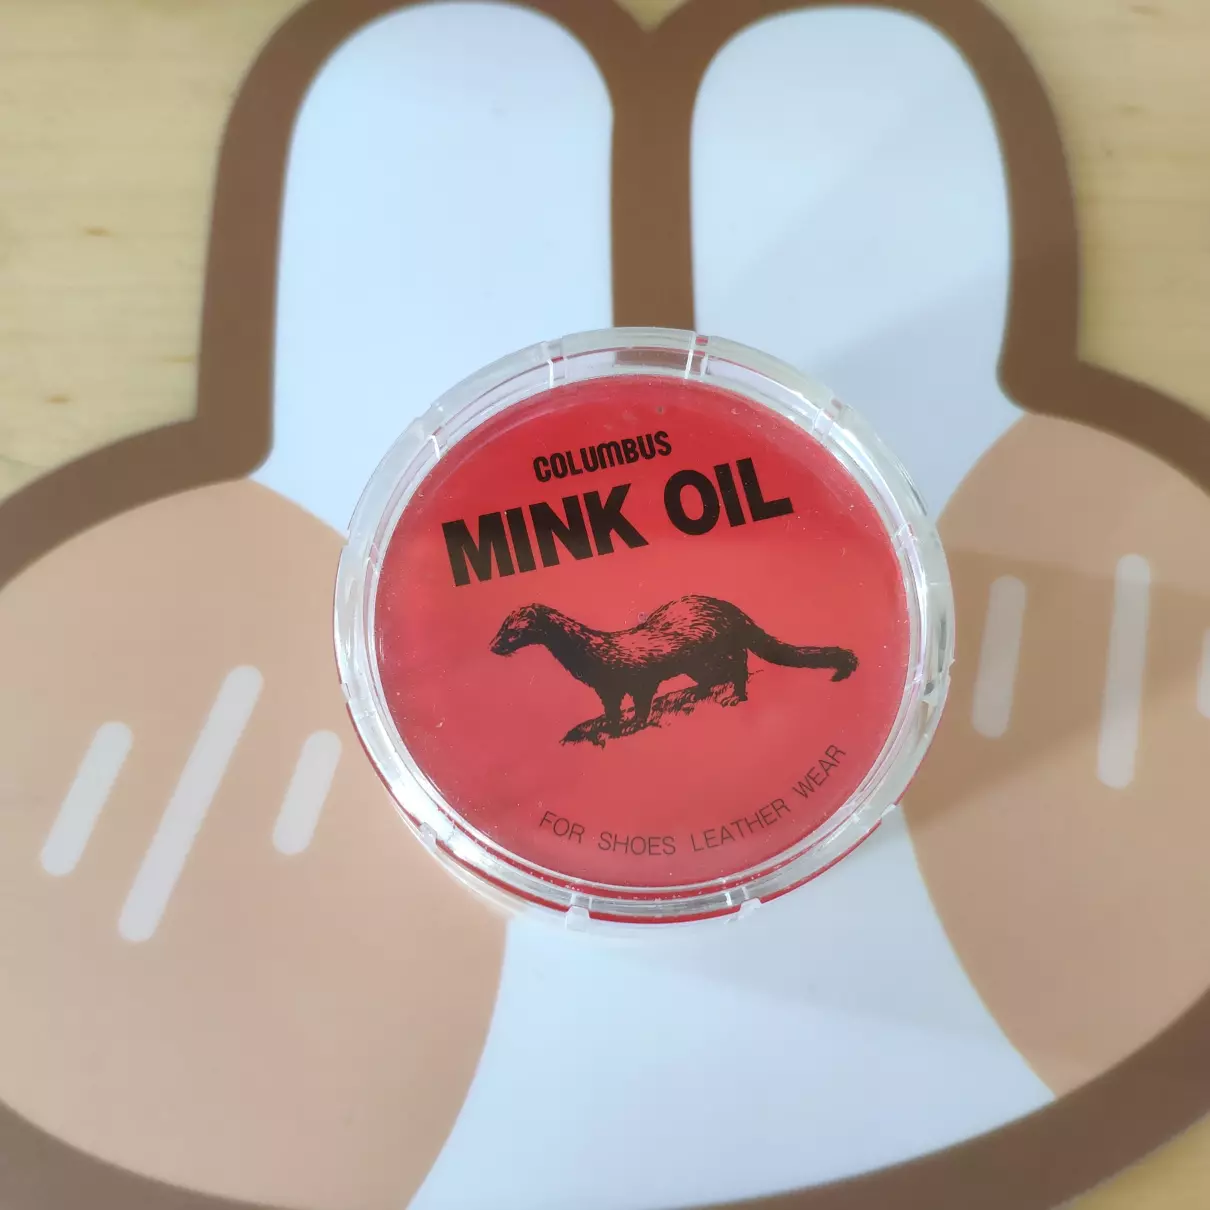 COLUMBUS
MINK OIL
FOR SHOES LEATHER WEAR